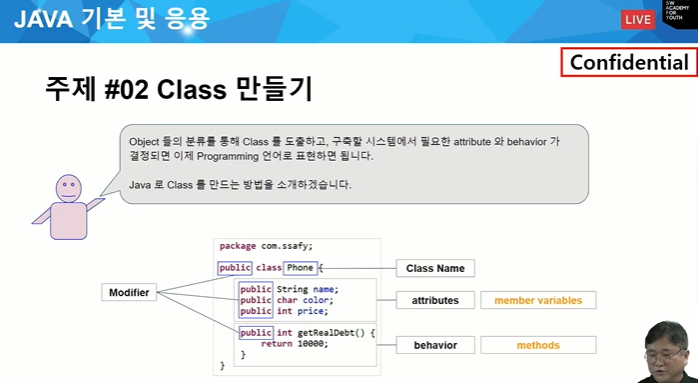 JAVA 기본 및 응용
LIVE
SW
ACADEMY
FOR
YOUTH
Confidential
주제 #02 Class 만들기
Object 들의 분류를 통해 Class 를 도출하고, 구축할 시스템에서 필요한 attribute 와 behavior 가
결정되면 이제 Programming 언어로 표현하면 됩니다.
Java 로 Class 를 만드는 방법을 소개하겠습니다.
package com.ssafy;
public class Phone {
Class Name
Modifier
public String name;
public char color;
public int price;
attributes
member variables
public int getRealDebt() {
return 10000;
}
behavior
methods
}